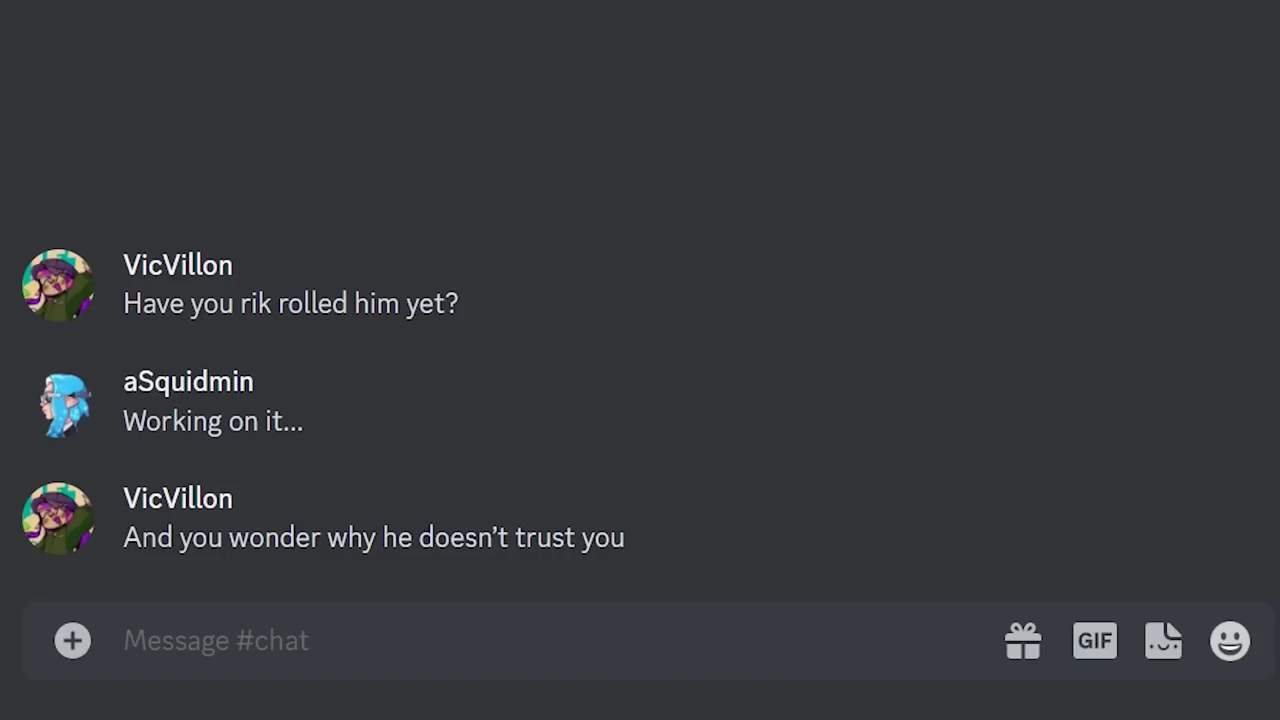 VicVillon
Have you rik rolled him yet?
aSquidmin
Working on it...
VicVillon
And you wonder why he doesn’t trust you
Message #chat
GIF